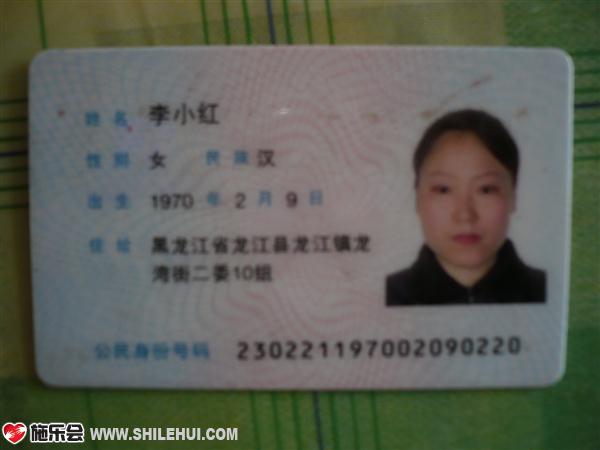 姓名 李小红
性别 女 民族 汉
出生 1970 年 2 月 9 日
住址 黑龙江省龙江县龙江镇龙
湾街二委10组
公民身份号码 230221197002090220
施乐会 WWW.SHILEHUI.COM